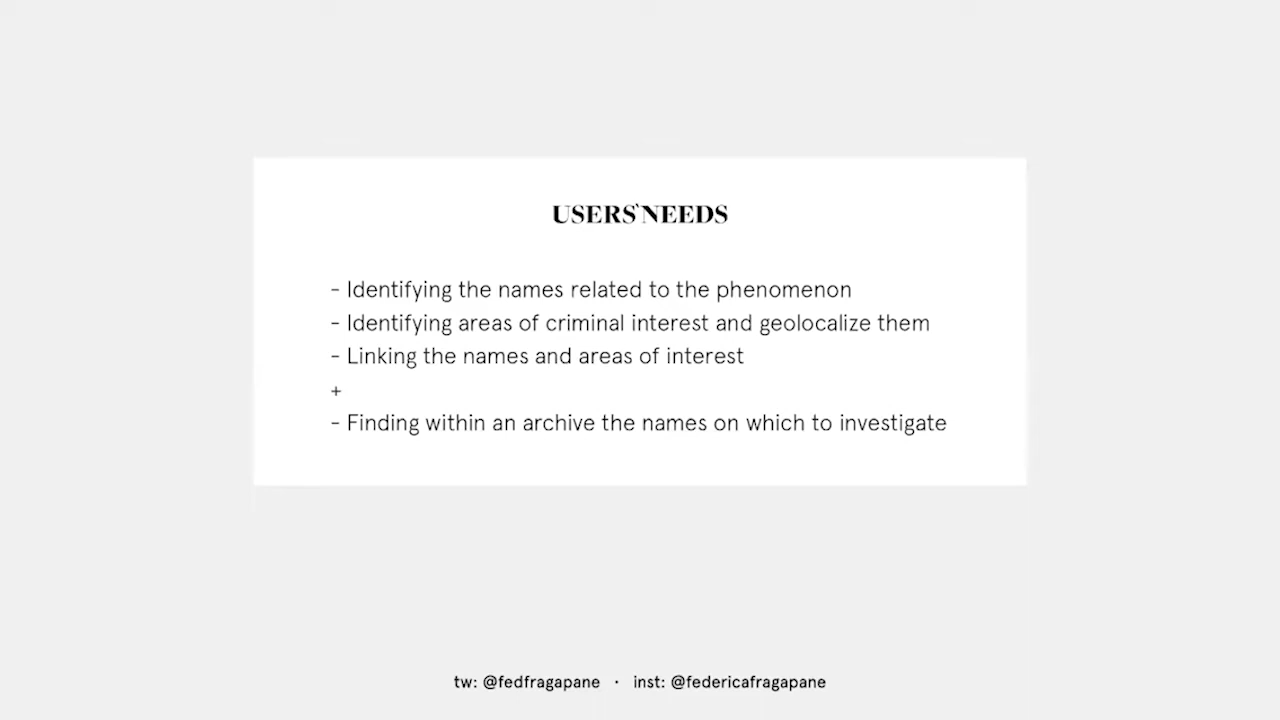 USERS'NEEDS
- Identifying the names related to the phenomenon
- Identifying areas of criminal interest and geolocalize them
- Linking the names and areas of interest
+
- Finding within an archive the names on which to investigate
tw: @fedfragapane · inst: @federicafragapane